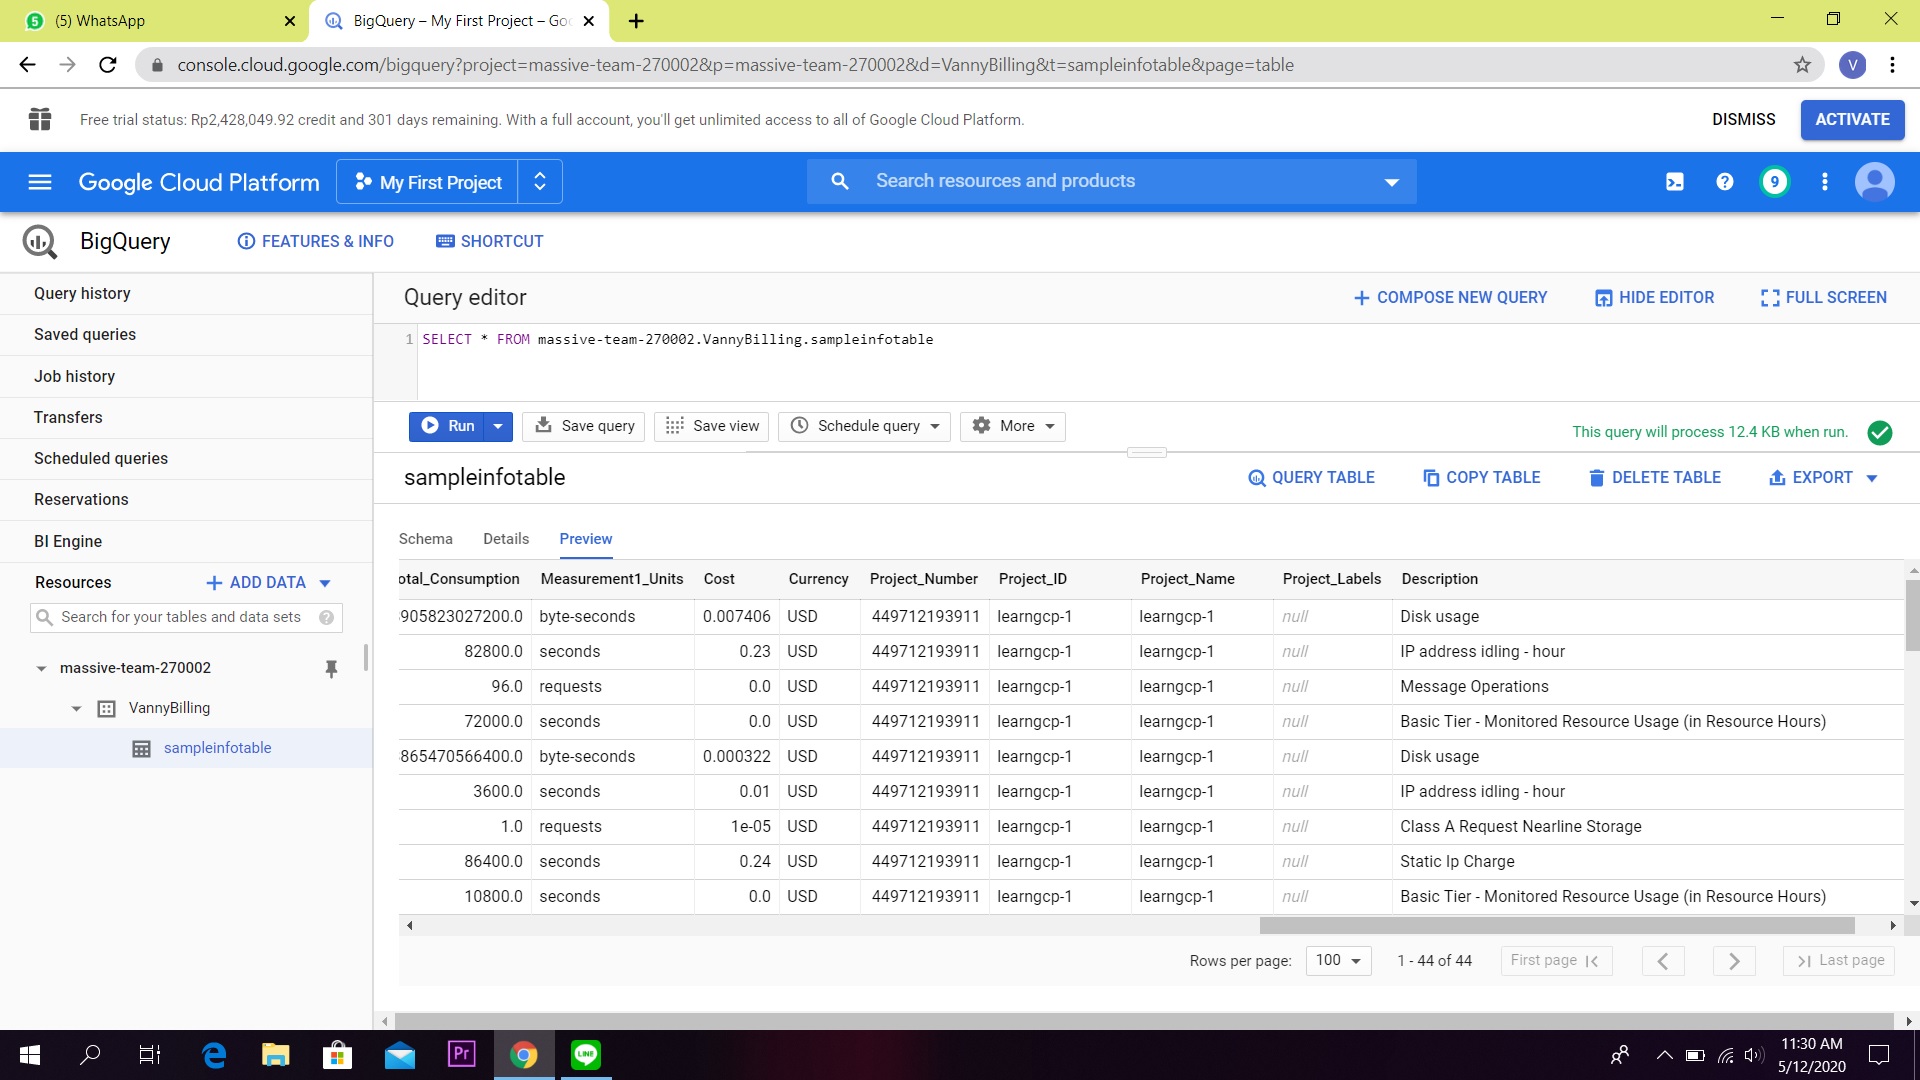 (5) WhatsApp
BigQuery – My First Project – Goo
console.cloud.google.com/bigquery?project=massive-team-270002&p=massive-team-270002&d=VannyBilling&t=sampleinfotable&page=table
V
Free trial status: Rp2,428,049.92 credit and 301 days remaining. With a full account, you'll get unlimited access to all of Google Cloud Platform.
DISMISS
ACTIVATE
Google Cloud Platform
My First Project
Search resources and products
9
BigQuery
FEATURES & INFO
SHORTCUT
Query history
Saved queries
Job history
Transfers
Scheduled queries
Reservations
BI Engine
Resources
ADD DATA
Search for your tables and data sets
massive-team-270002
VannyBilling
sampleinfotable
Query editor
COMPOSE NEW QUERY
HIDE EDITOR
FULL SCREEN
1 SELECT * FROM massive-team-270002.VannyBilling.sampleinfotable
Run
Save query
Save view
Schedule query
More
This query will process 12.4 KB when run.
sampleinfotable
QUERY TABLE
COPY TABLE
DELETE TABLE
EXPORT
Schema Details Preview
otal_Consumption Measurement1_Units Cost Currency Project_Number Project_ID Project_Name Project_Labels Description
905823027200.0 byte-seconds 0.007406 USD 449712193911 learngcp-1 learngcp-1 null Disk usage
82800.0 seconds 0.23 USD 449712193911 learngcp-1 learngcp-1 null IP address idling - hour
96.0 requests 0.0 USD 449712193911 learngcp-1 learngcp-1 null Message Operations
72000.0 seconds 0.0 USD 449712193911 learngcp-1 learngcp-1 null Basic Tier - Monitored Resource Usage (in Resource Hours)
865470566400.0 byte-seconds 0.000322 USD 449712193911 learngcp-1 learngcp-1 null Disk usage
3600.0 seconds 0.01 USD 449712193911 learngcp-1 learngcp-1 null IP address idling - hour
1.0 requests 1e-05 USD 449712193911 learngcp-1 learngcp-1 null Class A Request Nearline Storage
86400.0 seconds 0.24 USD 449712193911 learngcp-1 learngcp-1 null Static Ip Charge
10800.0 seconds 0.0 USD 449712193911 learngcp-1 learngcp-1 null Basic Tier - Monitored Resource Usage (in Resource Hours)
Rows per page: 100 1 - 44 of 44 First page Last page
Pr
LINE
11:30 AM
5/12/2020